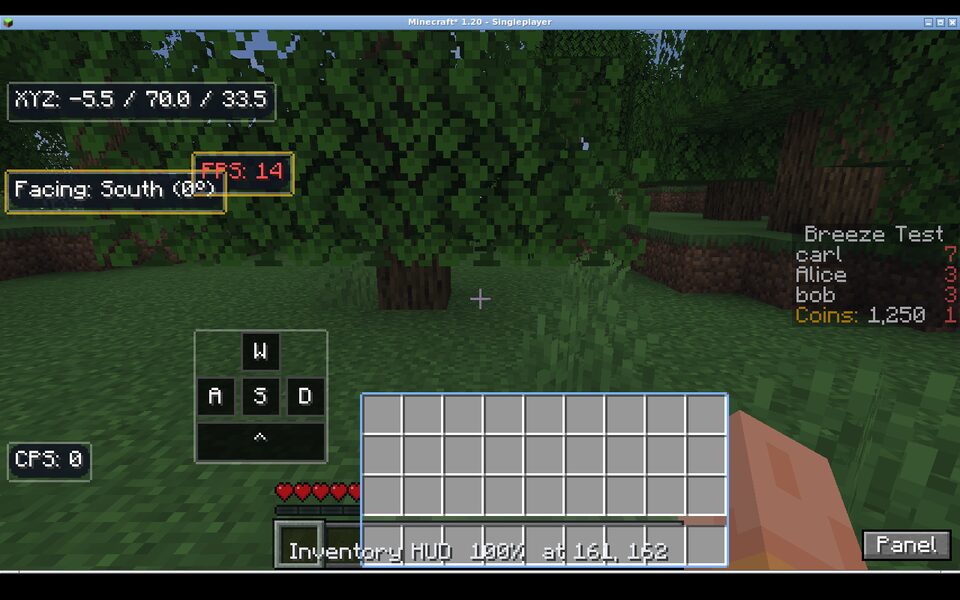 Minecraft* 1.20 - Singleplayer
XYZ: -5.5 / 70.0 / 33.5
FPS: 14
Facing: South (0°)
Breeze Test
carl 7
Alice 3
bob 3
Coins: 1,250 1
W
A S D
^
CPS: 0
Inventory HUD 100% at 161, 162
Panel